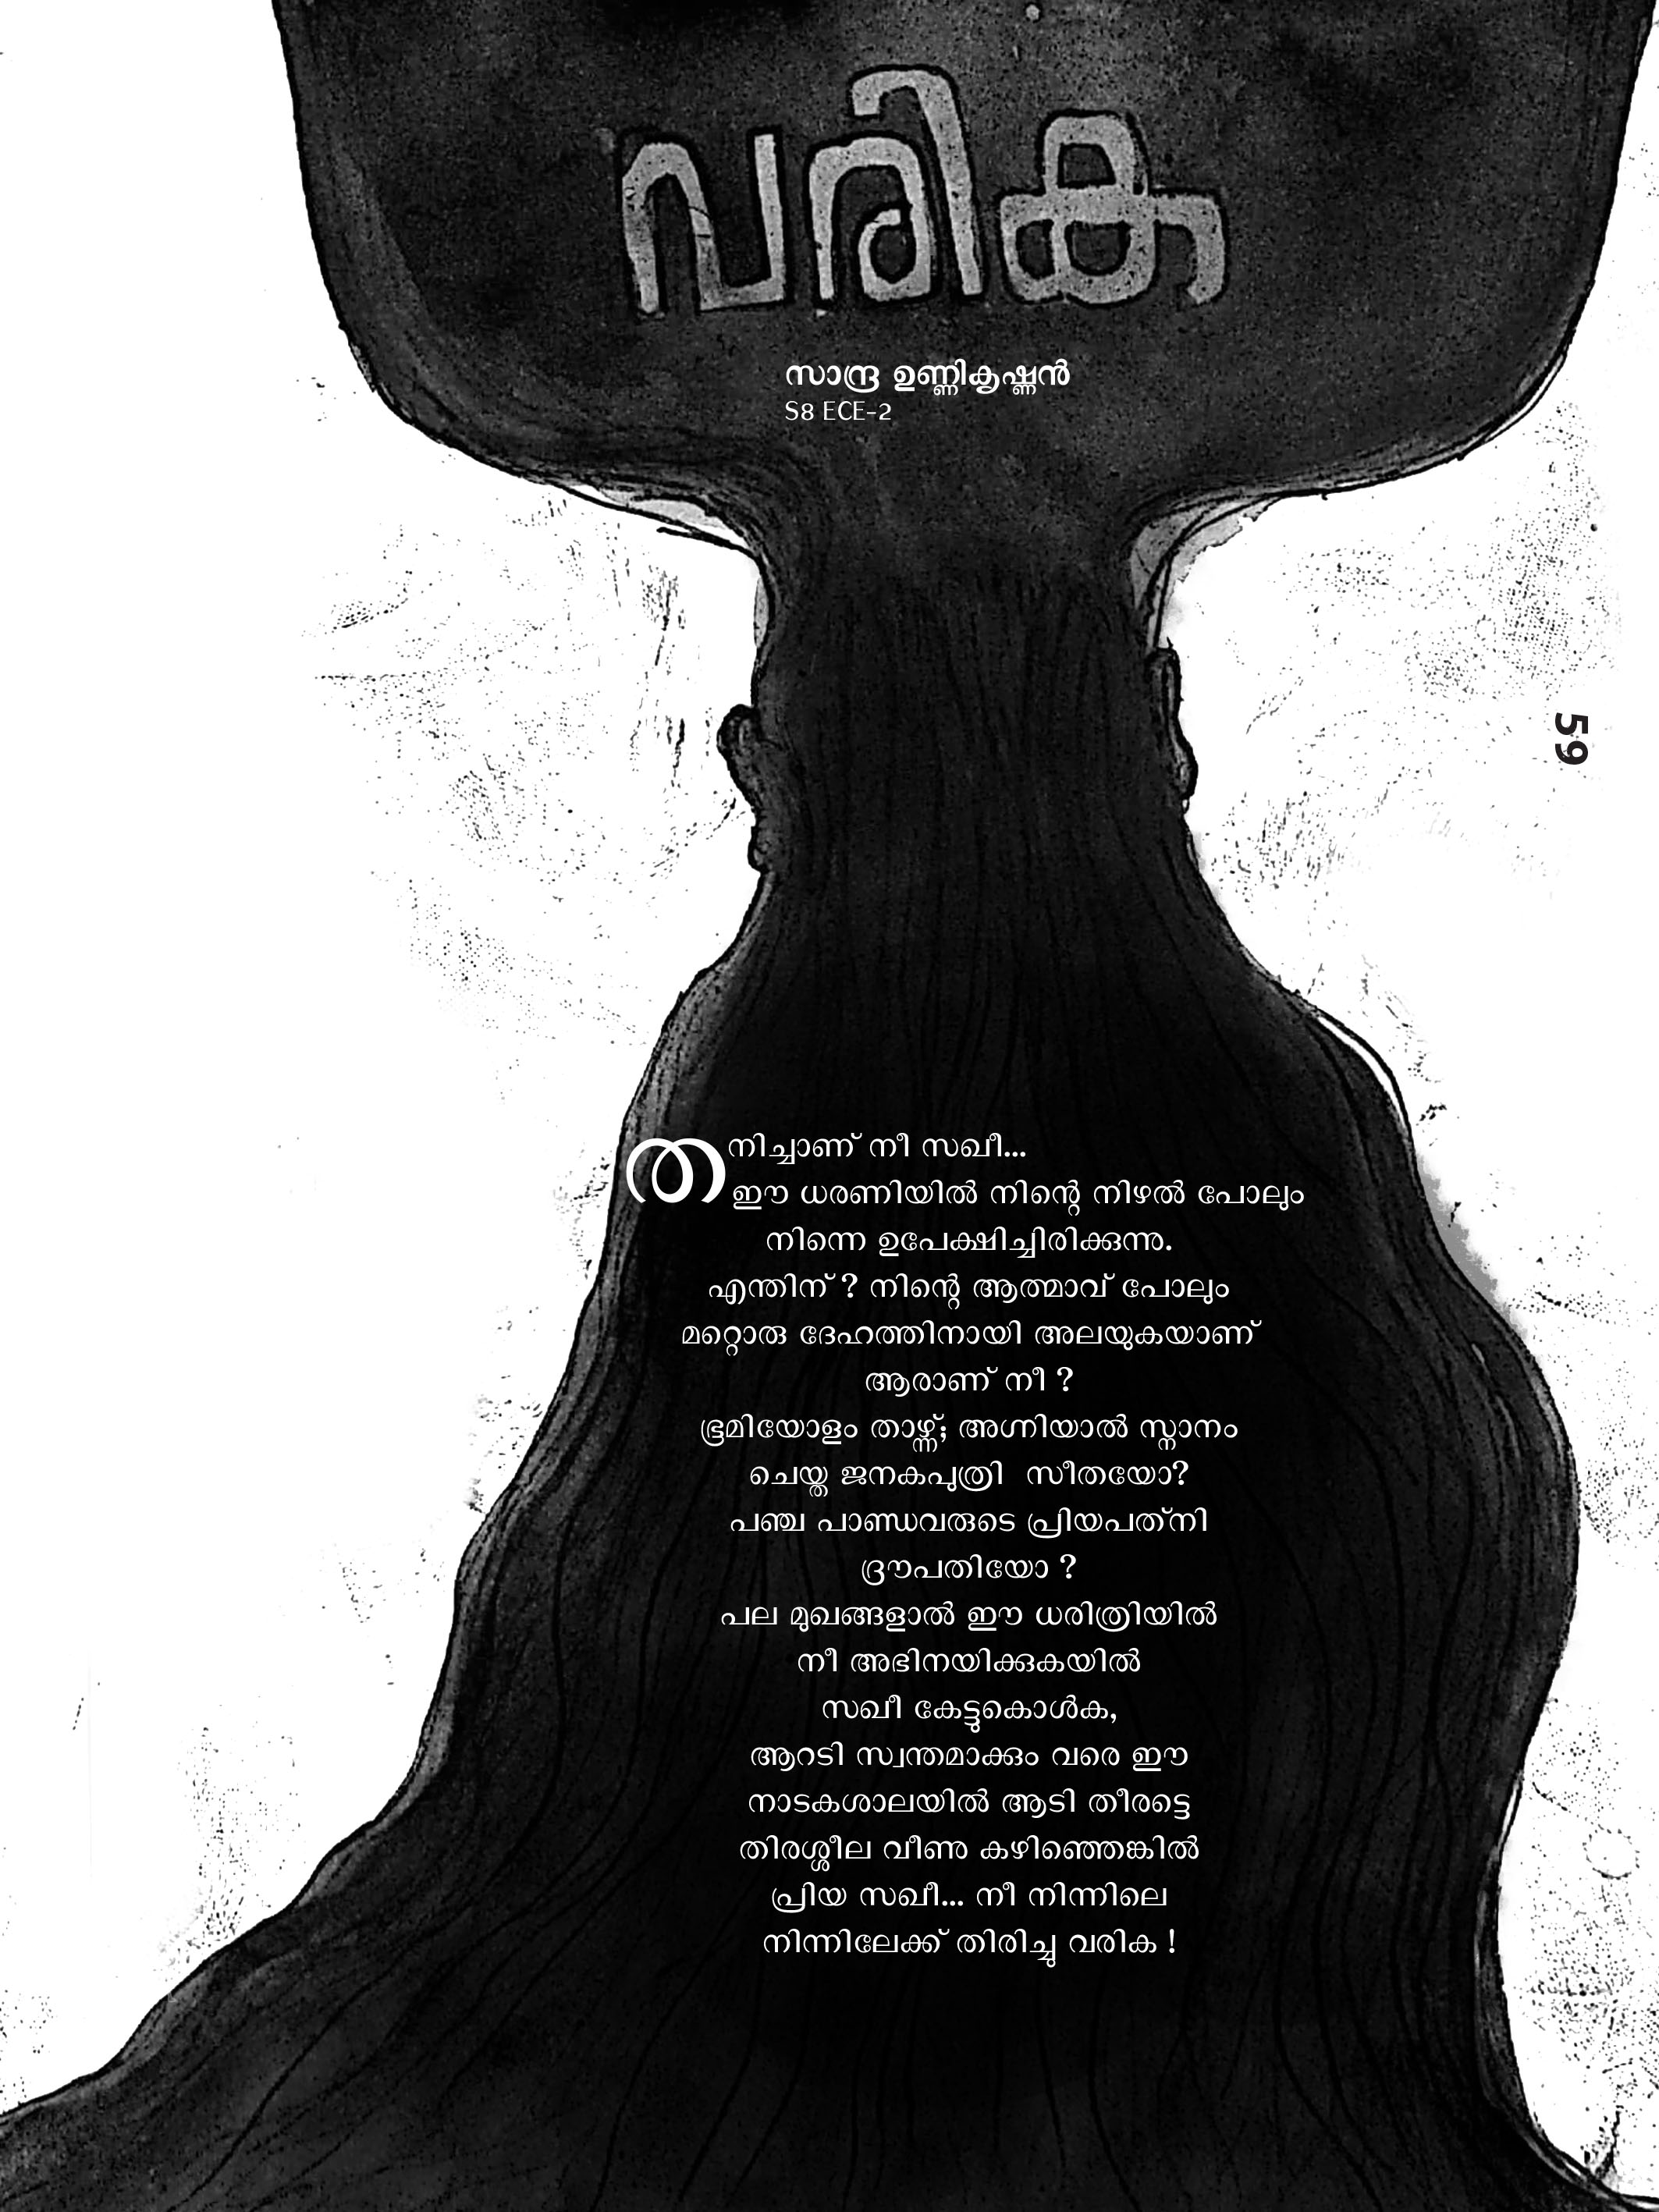 വരിക
സാന്ദ്ര ഉണ്ണികൃഷ്ണൻ
S8 ECE-2
59
തനിച്ചാണ് നീ സഖീ...
ഈ ധരണിയിൽ നിന്റെ നിഴൽ പോലും
നിന്നെ ഉപേക്ഷിച്ചിരിക്കുന്നു.
എന്തിന് ? നിന്റെ ആത്മാവ് പോലും
മറ്റൊരു ദേഹത്തിനായി അലയുകയാണ്
ആരാണ് നീ ?
ഭൂമിയോളം താഴ്ന്ന്; അഗ്നിയാൽ സ്നാനം
ചെയ്ത ജനകപുത്രി സീതയോ?
പഞ്ച പാണ്ഡവരുടെ പ്രിയപത്‌നി
ദ്രൗപതിയോ ?
പല മുഖങ്ങളാൽ ഈ ധരിത്രിയിൽ
നീ അഭിനയിക്കുകയിൽ
സഖീ കേട്ടുകൊൾക,
ആറടി സ്വന്തമാക്കും വരെ ഈ
നാടകശാലയിൽ ആടി തീരട്ടെ
തിരശ്ശീല വീണു കഴിഞ്ഞെങ്കിൽ
പ്രിയ സഖീ... നീ നിന്നിലെ
നിന്നിലേക്ക് തിരിച്ചു വരിക !